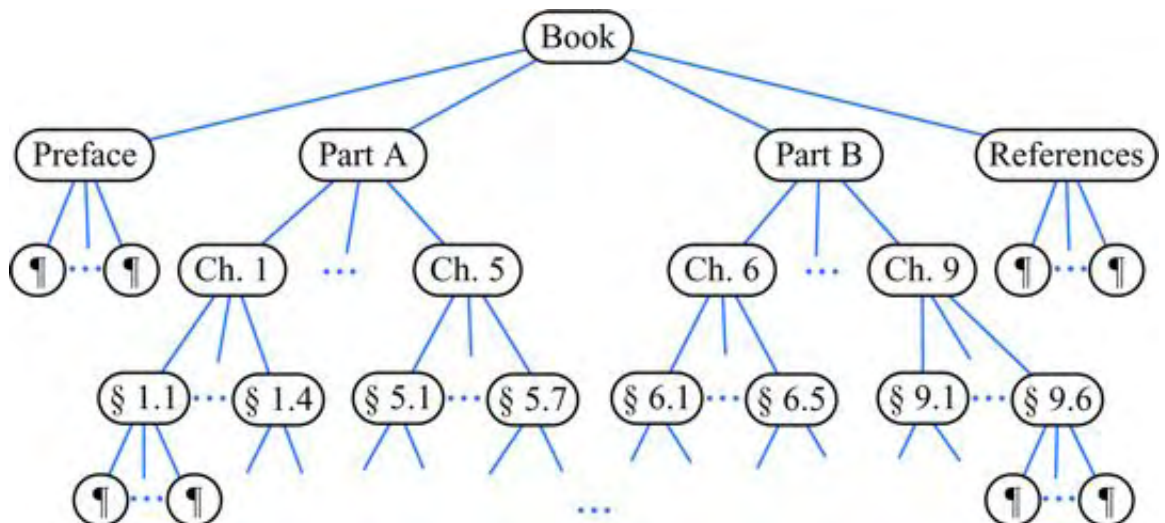 Book
Preface Part A Part B References
¶ ... ¶ Ch. 1 ... Ch. 5 Ch. 6 ... Ch. 9 ¶ ... ¶
§ 1.1 ... § 1.4 § 5.1 ... § 5.7 § 6.1 ... § 6.5 § 9.1 ... § 9.6
¶ ... ¶ ... ¶ ... ¶